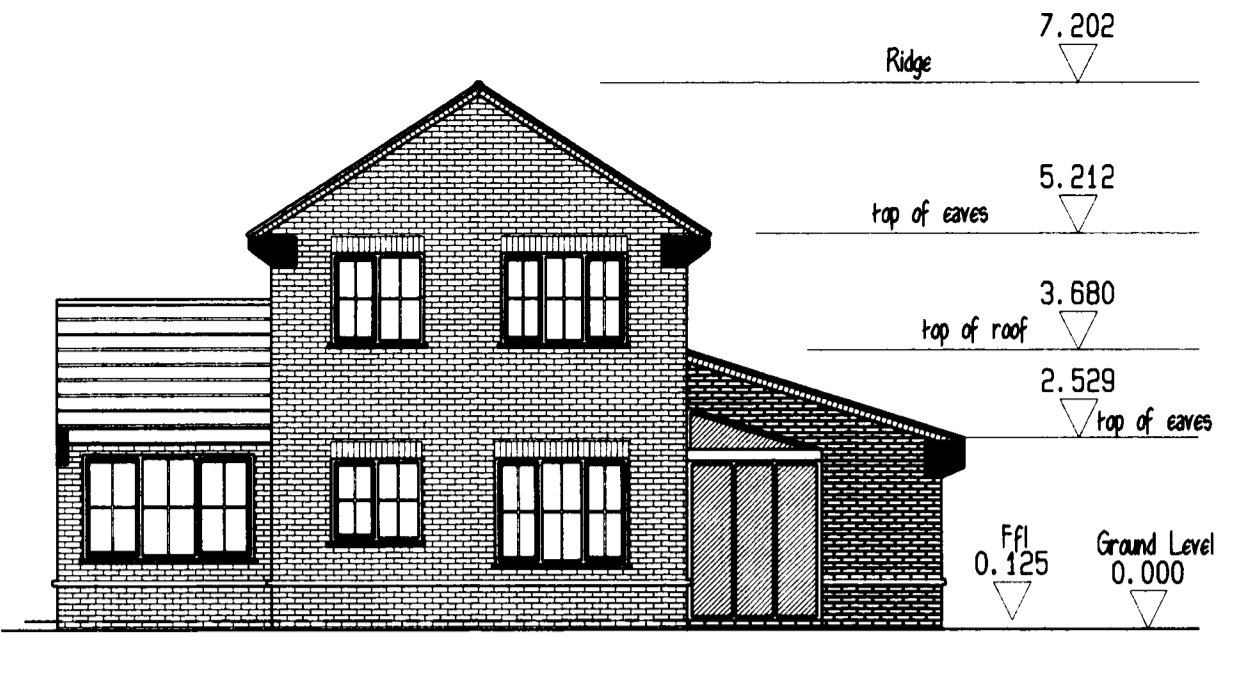 7.202
Ridge
5.212
top of eaves
3.680
top of roof
2.529
top of eaves
Ffl
0.125
Ground Level
0.000